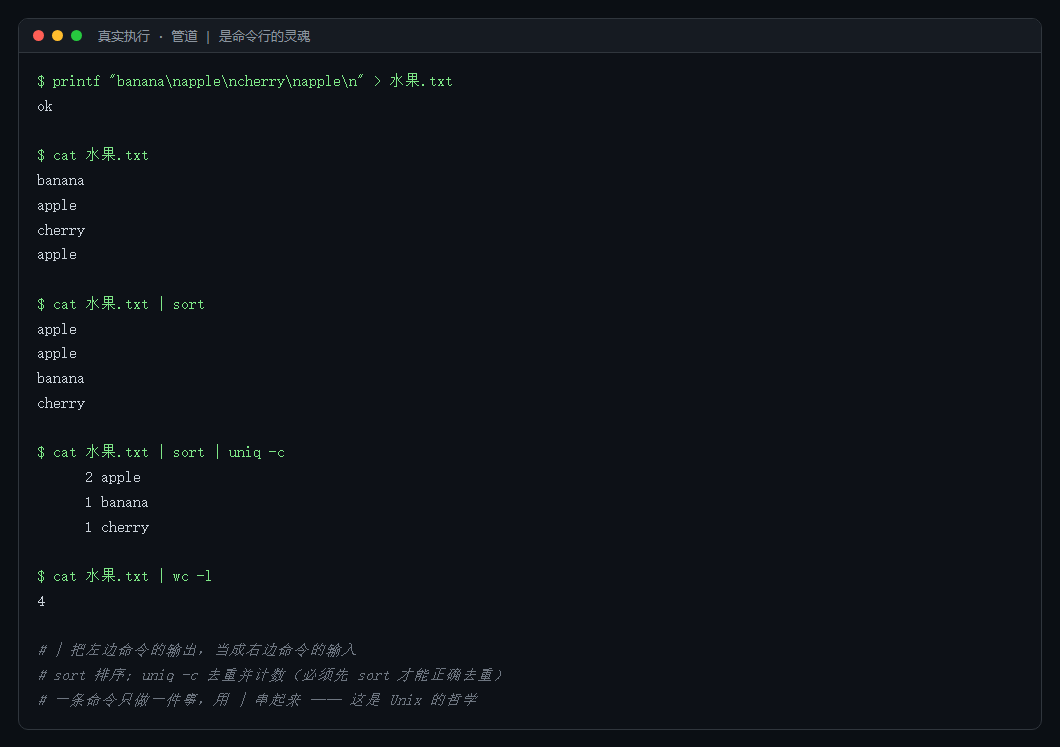 真实执行 · 管道 | 是命令行的灵魂
$ printf "banana\napple\ncherry\napple\n" > 水果.txt
ok
$ cat 水果.txt
banana
apple
cherry
apple
$ cat 水果.txt | sort
apple
apple
banana
cherry
$ cat 水果.txt | sort | uniq -c
      2 apple
      1 banana
      1 cherry
$ cat 水果.txt | wc -l
4
# | 把左边命令的输出，当成右边命令的输入
# sort 排序; uniq -c 去重并计数（必须先 sort 才能正确去重）
# 一条命令只做一件事，用 | 串起来 —— 这是 Unix 的哲学